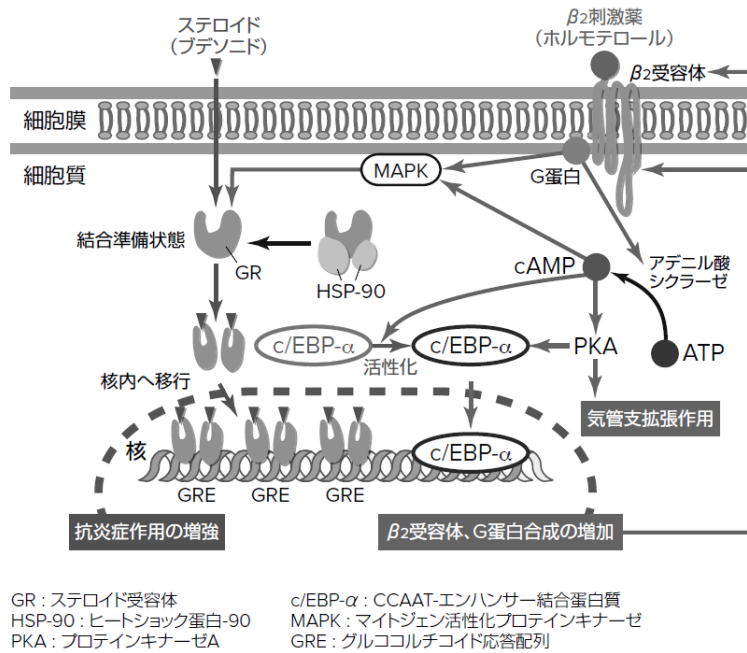 ステロイド
（ブデソニド）
β2刺激薬
（ホルモテロール）
β2受容体
細胞膜
細胞質
MAPK
G蛋白
結合準備状態
GR
HSP-90
cAMP
アデニル酸
シクラーゼ
c/EBP-α
活性化
c/EBP-α
PKA
ATP
核内へ移行
気管支拡張作用
核
c/EBP-α
GRE
GRE
GRE
抗炎症作用の増強
β2受容体、G蛋白合成の増加
GR : ステロイド受容体
HSP-90 : ヒートショック蛋白-90
PKA : プロテインキナーゼA
c/EBP-α : CCAAT-エンハンサー結合蛋白質
MAPK : マイトジェン活性化プロテインキナーゼ
GRE : グルココルチコイド応答配列